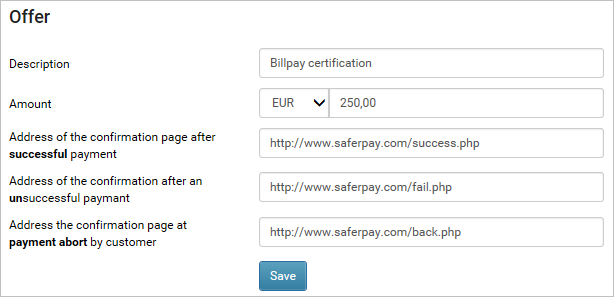 Offer
Description
Billpay certification
Amount
EUR
250,00
Address of the confirmation page after
successful payment
http://www.saferpay.com/success.php
Address of the confirmation after an
unsuccessful paymant
http://www.saferpay.com/fail.php
Address the confirmation page at
payment abort by customer
http://www.saferpay.com/back.php
Save